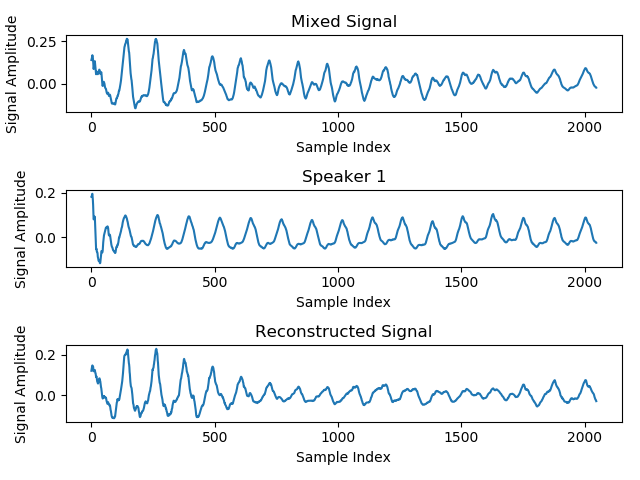 Mixed Signal
Signal Amplitude
0.25
0.00
0 500 1000 1500 2000
Sample Index
Speaker 1
Signal Amplitude
0.2
0.0
0 500 1000 1500 2000
Sample Index
Reconstructed Signal
Signal Amplitude
0.2
0.0
0 500 1000 1500 2000
Sample Index